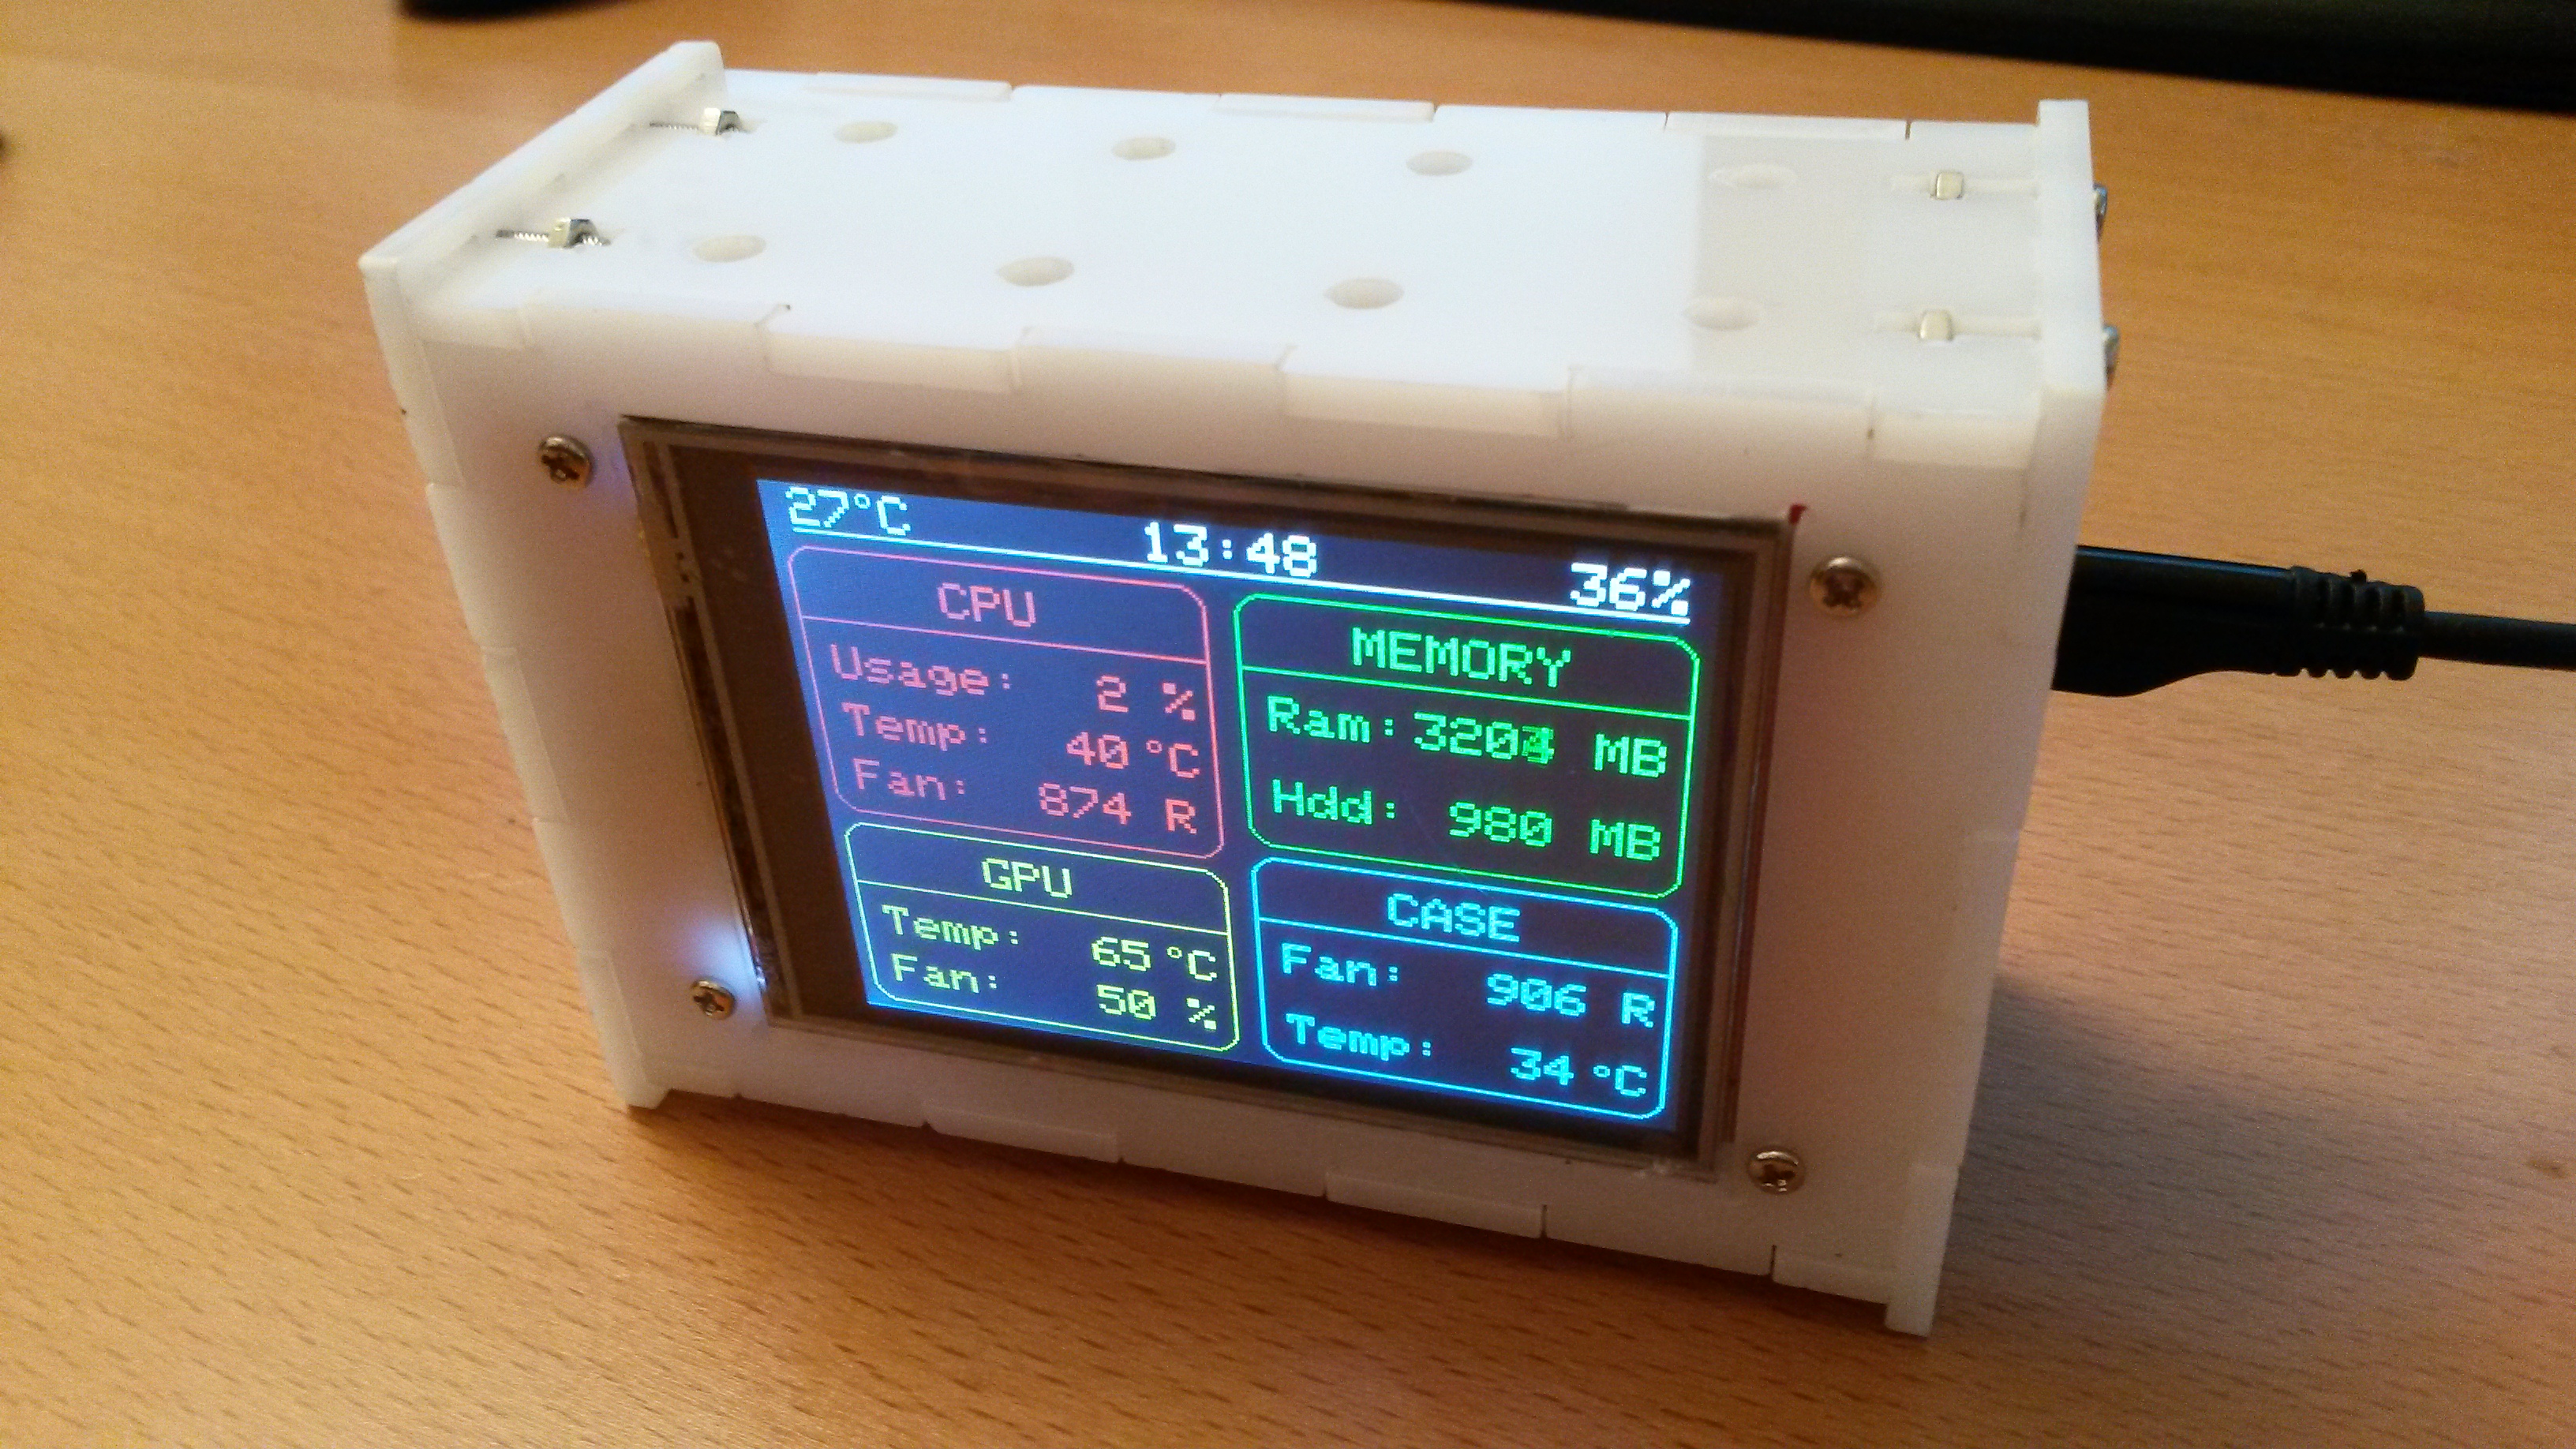 27°C 13:48 36%
CPU
Usage: 2 %
Temp: 40 °C
Fan: 874 R
MEMORY
Ram: MB
Hdd: 980 MB
GPU
Temp: 65 °C
Fan: 50 %
CASE
Fan: 906 R
Temp: 34 °C